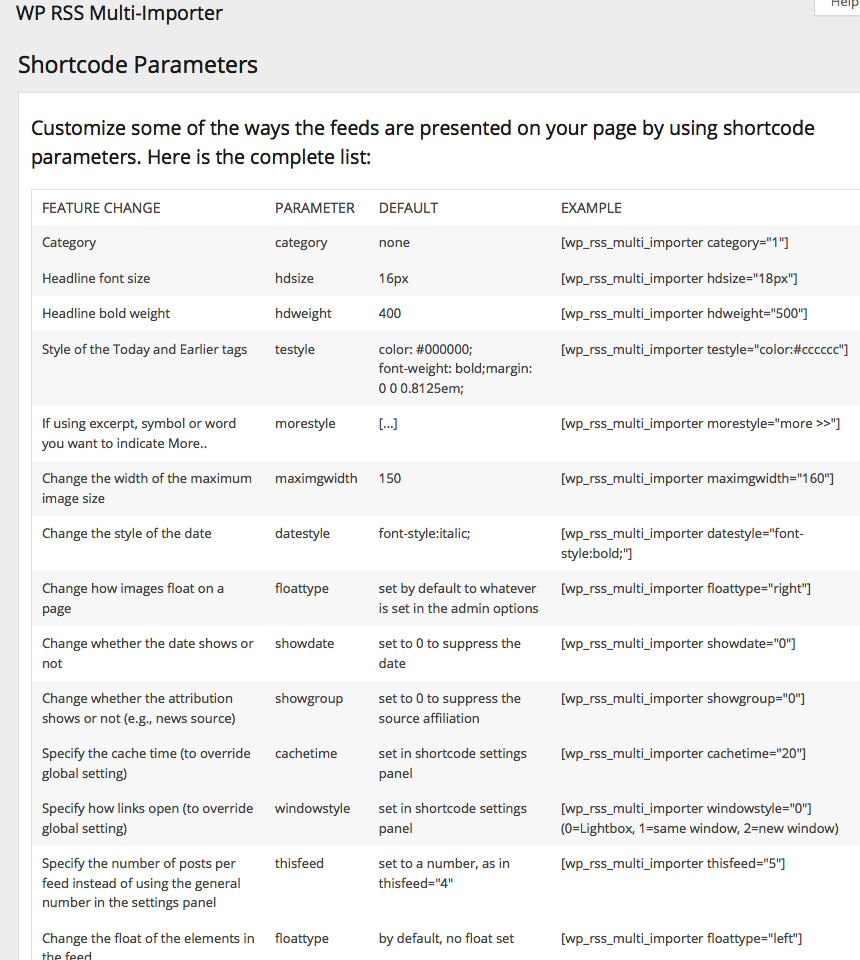 WP RSS Multi-Importer
Help
Shortcode Parameters
Customize some of the ways the feeds are presented on your page by using shortcode
parameters. Here is the complete list:
FEATURE CHANGE PARAMETER DEFAULT EXAMPLE
Category category none [wp_rss_multi_importer category="1"]
Headline font size hdsize 16px [wp_rss_multi_importer hdsize="18px"]
Headline bold weight hdweight 400 [wp_rss_multi_importer hdweight="500"]
Style of the Today and Earlier tags testyle color: #000000; [wp_rss_multi_importer testyle="color:#cccccc"]
font-weight: bold;margin:
0 0 0.8125em;
If using excerpt, symbol or word morestyle [...] [wp_rss_multi_importer morestyle="more >>"]
you want to indicate More..
Change the width of the maximum maximgwidth 150 [wp_rss_multi_importer maximgwidth="160"]
image size
Change the style of the date datestyle font-style:italic; [wp_rss_multi_importer datestyle="font-
style:bold;"]
Change how images float on a floattype set by default to whatever [wp_rss_multi_importer floattype="right"]
page is set in the admin options
Change whether the date shows or showdate set to 0 to suppress the [wp_rss_multi_importer showdate="0"]
not date
Change whether the attribution showgroup set to 0 to suppress the [wp_rss_multi_importer showgroup="0"]
shows or not (e.g., news source) source affiliation
Specify the cache time (to override cachetime set in shortcode settings [wp_rss_multi_importer cachetime="20"]
global setting) panel
Specify how links open (to override windowstyle set in shortcode settings [wp_rss_multi_importer windowstyle="0"]
global setting) panel (0=Lightbox, 1=same window, 2=new window)
Specify the number of posts per thisfeed set to a number, as in [wp_rss_multi_importer thisfeed="5"]
feed instead of using the general thisfeed="4"
number in the settings panel
Change the float of the elements in floattype by default, no float set [wp_rss_multi_importer floattype="left"]
the feed